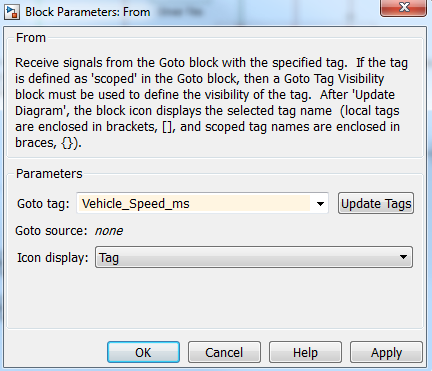 Block Parameters: From
From
Receive signals from the Goto block with the specified tag.  If the tag
is defined as 'scoped' in the Goto block, then a Goto Tag Visibility
block must be used to define the visibility of the tag.  After 'Update
Diagram', the block icon displays the selected tag name  (local tags
are enclosed in brackets, [], and scoped tag names are enclosed in
braces, {}).
Parameters
Goto tag: Vehicle_Speed_ms Update Tags
Goto source: none
Icon display: Tag
OK Cancel Help Apply